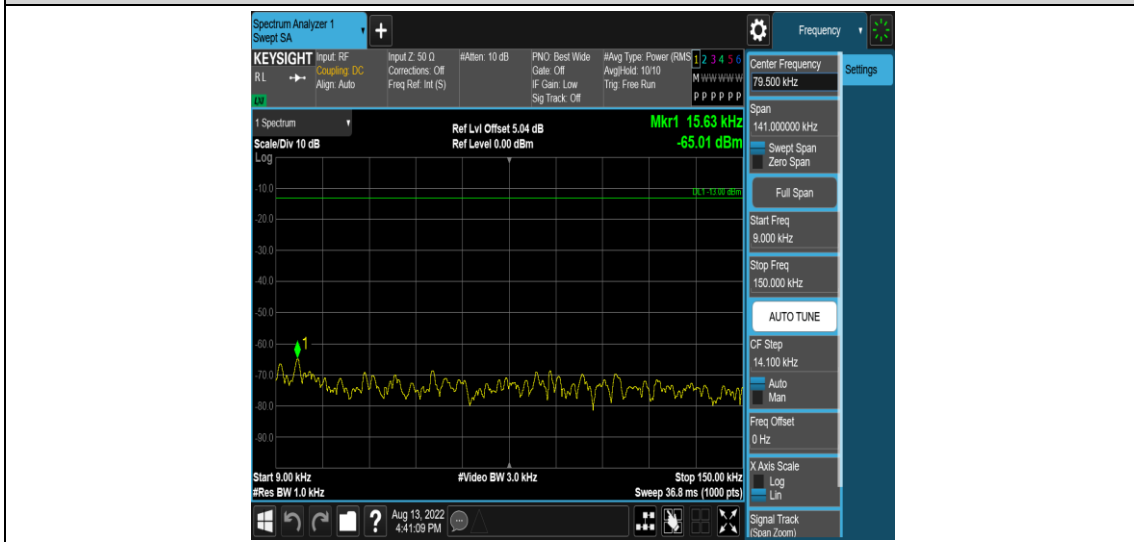 Spectrum Analyzer 1
Swept SA
+
Frequency
KEYSIGHT
RL
Input: RF
Coupling: DC
Align: Auto
Input Z: 50 Ω
Corrections: Off
Freq Ref: Int (S)
#Atten: 10 dB
PNO: Best Wide
Gate: Off
IF Gain: Low
Sig Track: Off
#Avg Type: Power (RMS
Avg|Hold: 10/10
Trig: Free Run
1 2 3 4 5 6
M W W W W W
P P P P P P
1 Spectrum
Scale/Div 10 dB
Log
Ref Lvl Offset 5.04 dB
Ref Level 0.00 dBm
Mkr1 15.63 kHz
-65.01 dBm
-10.0
DL1 -13.00 dBm
-20.0
-30.0
-40.0
-50.0
-60.0
1
-70.0
-80.0
-90.0
Start 9.00 kHz
#Res BW 1.0 kHz
#Video BW 3.0 kHz
Stop 150.00 kHz
Sweep 36.8 ms (1000 pts)
?
Aug 13, 2022
4:41:09 PM
Center Frequency
79.500 kHz
Settings
Span
141.000000 kHz
Swept Span
Zero Span
Full Span
Start Freq
9.000 kHz
Stop Freq
150.000 kHz
AUTO TUNE
CF Step
14.100 kHz
Auto
Man
Freq Offset
0 Hz
X Axis Scale
Log
Lin
Signal Track
(Span Zoom)